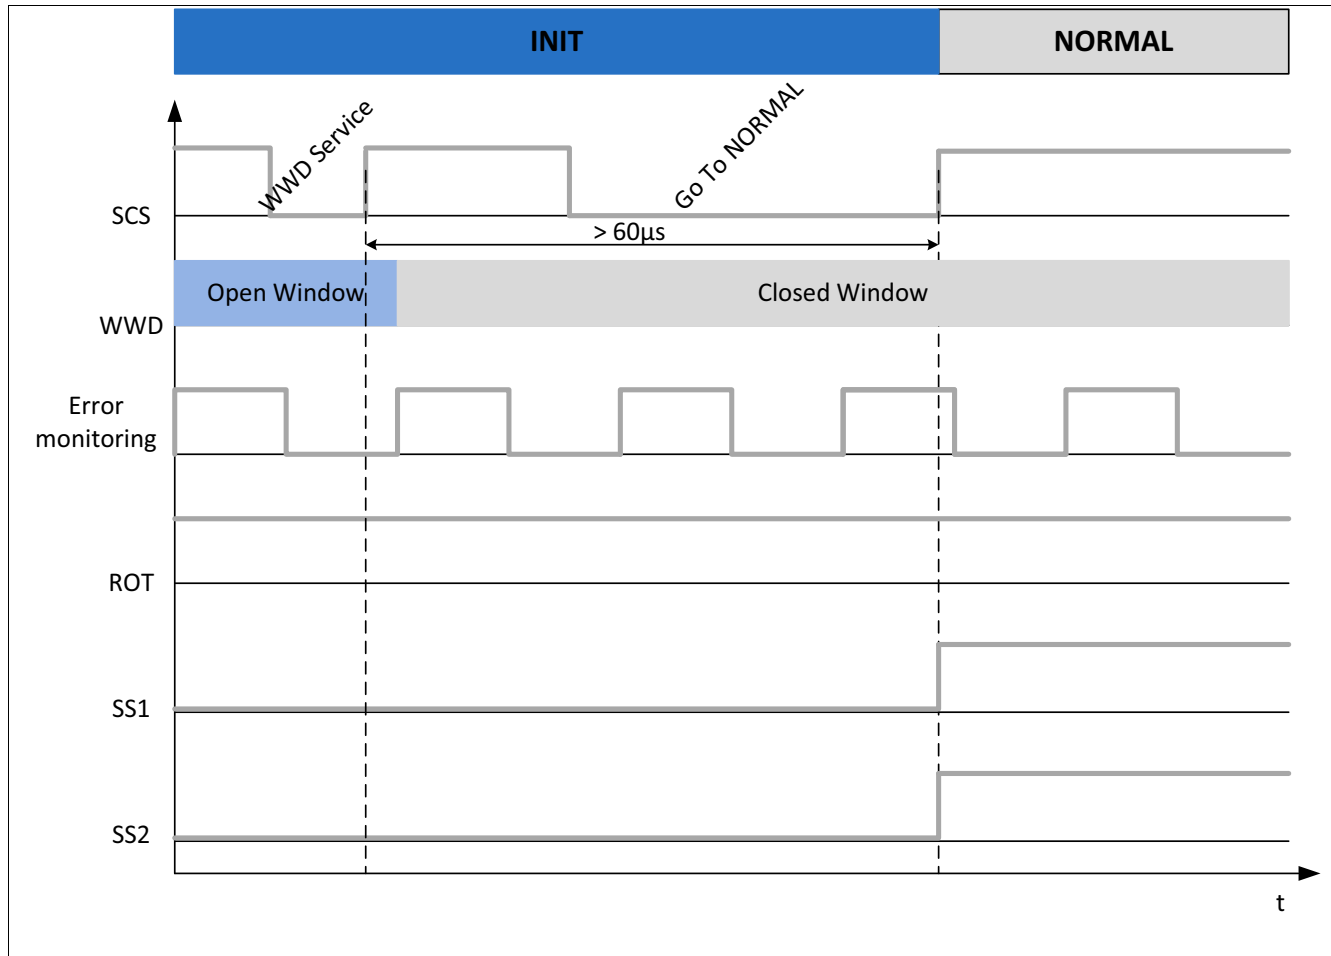 INIT
NORMAL
WWD Service
Go To NORMAL
SCS
> 60µs
Open Window
Closed Window
WWD
Error
monitoring
ROT
SS1
SS2
t